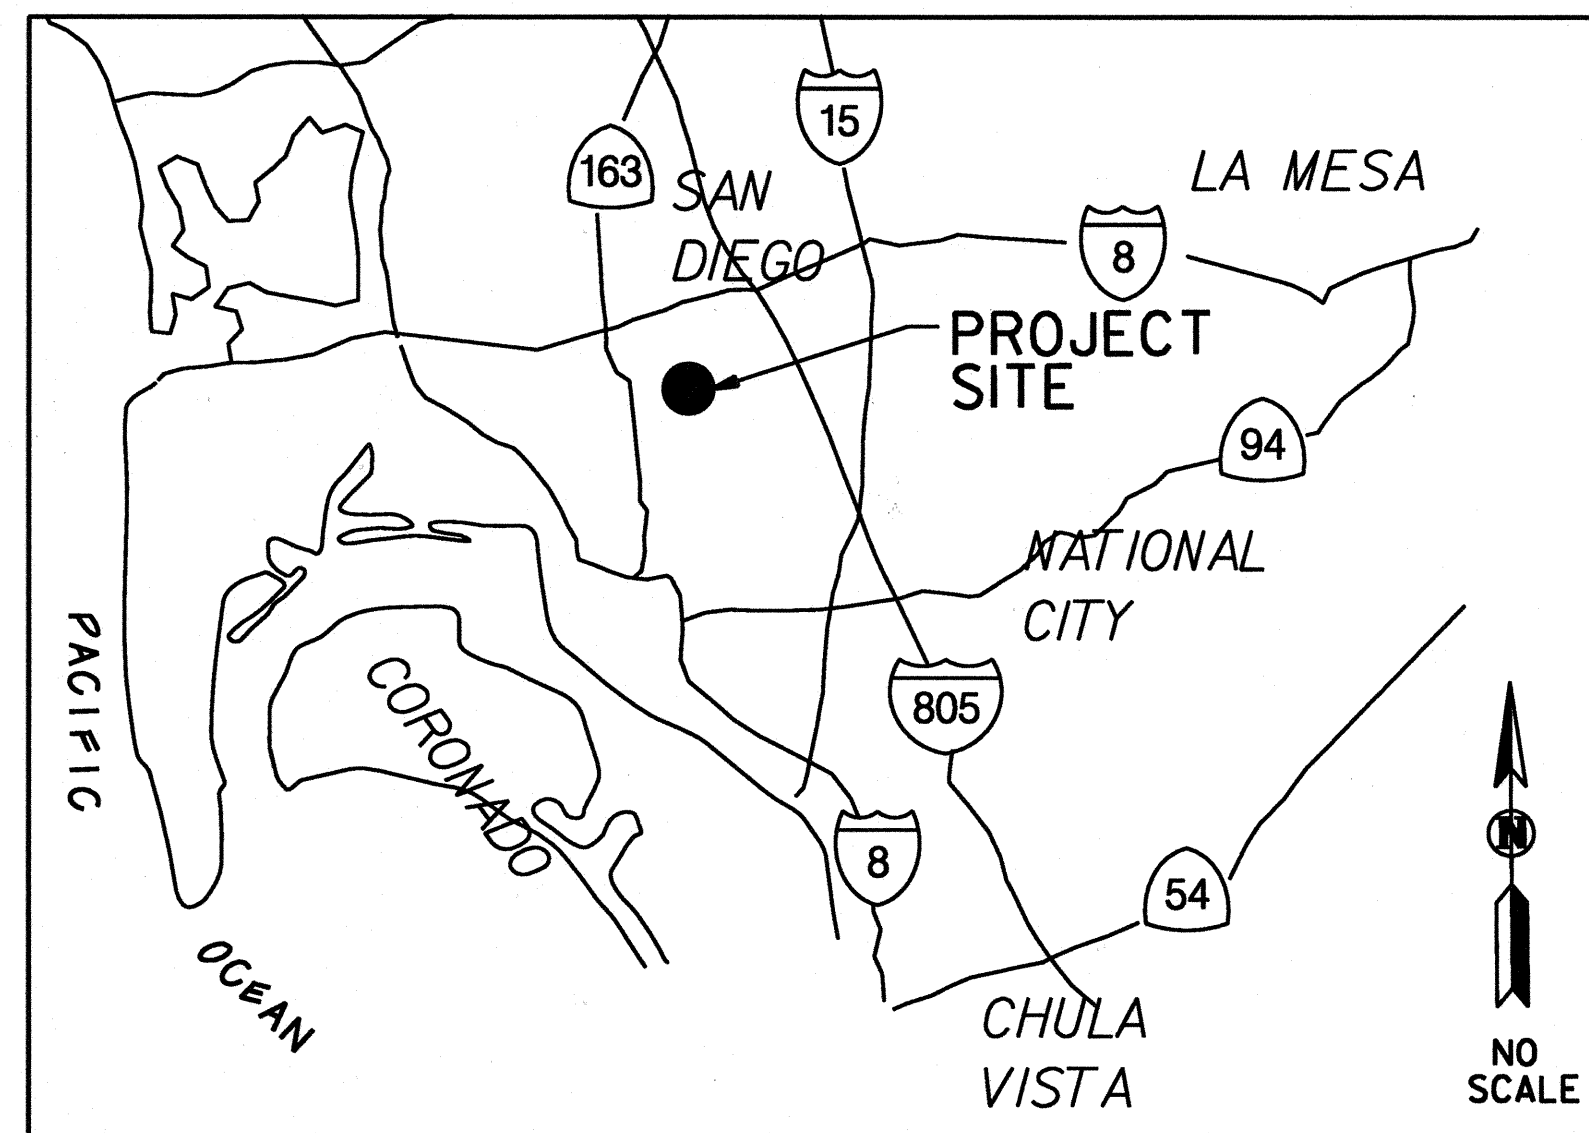 15
163
SAN
DIEGO
LA MESA
8
PROJECT
SITE
94
NATIONAL
CITY
PACIFIC
OCEAN
CORONADO
805
8
54
CHULA
VISTA
N
NO
SCALE